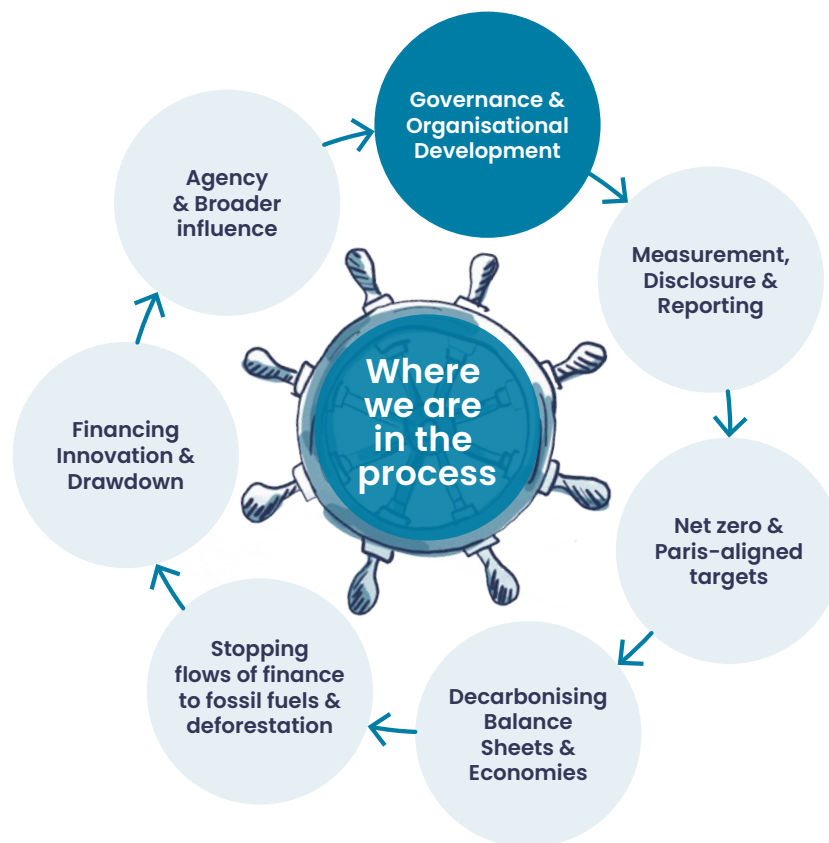 Governance &
Organisational
Development
Measurement,
Disclosure &
Reporting
Net zero &
Paris-aligned
targets
Decarbonising
Balance
Sheets &
Economies
Stopping
flows of finance
to fossil fuels &
deforestation
Financing
Innovation &
Drawdown
Agency
& Broader
influence
Where
we are
in the
process